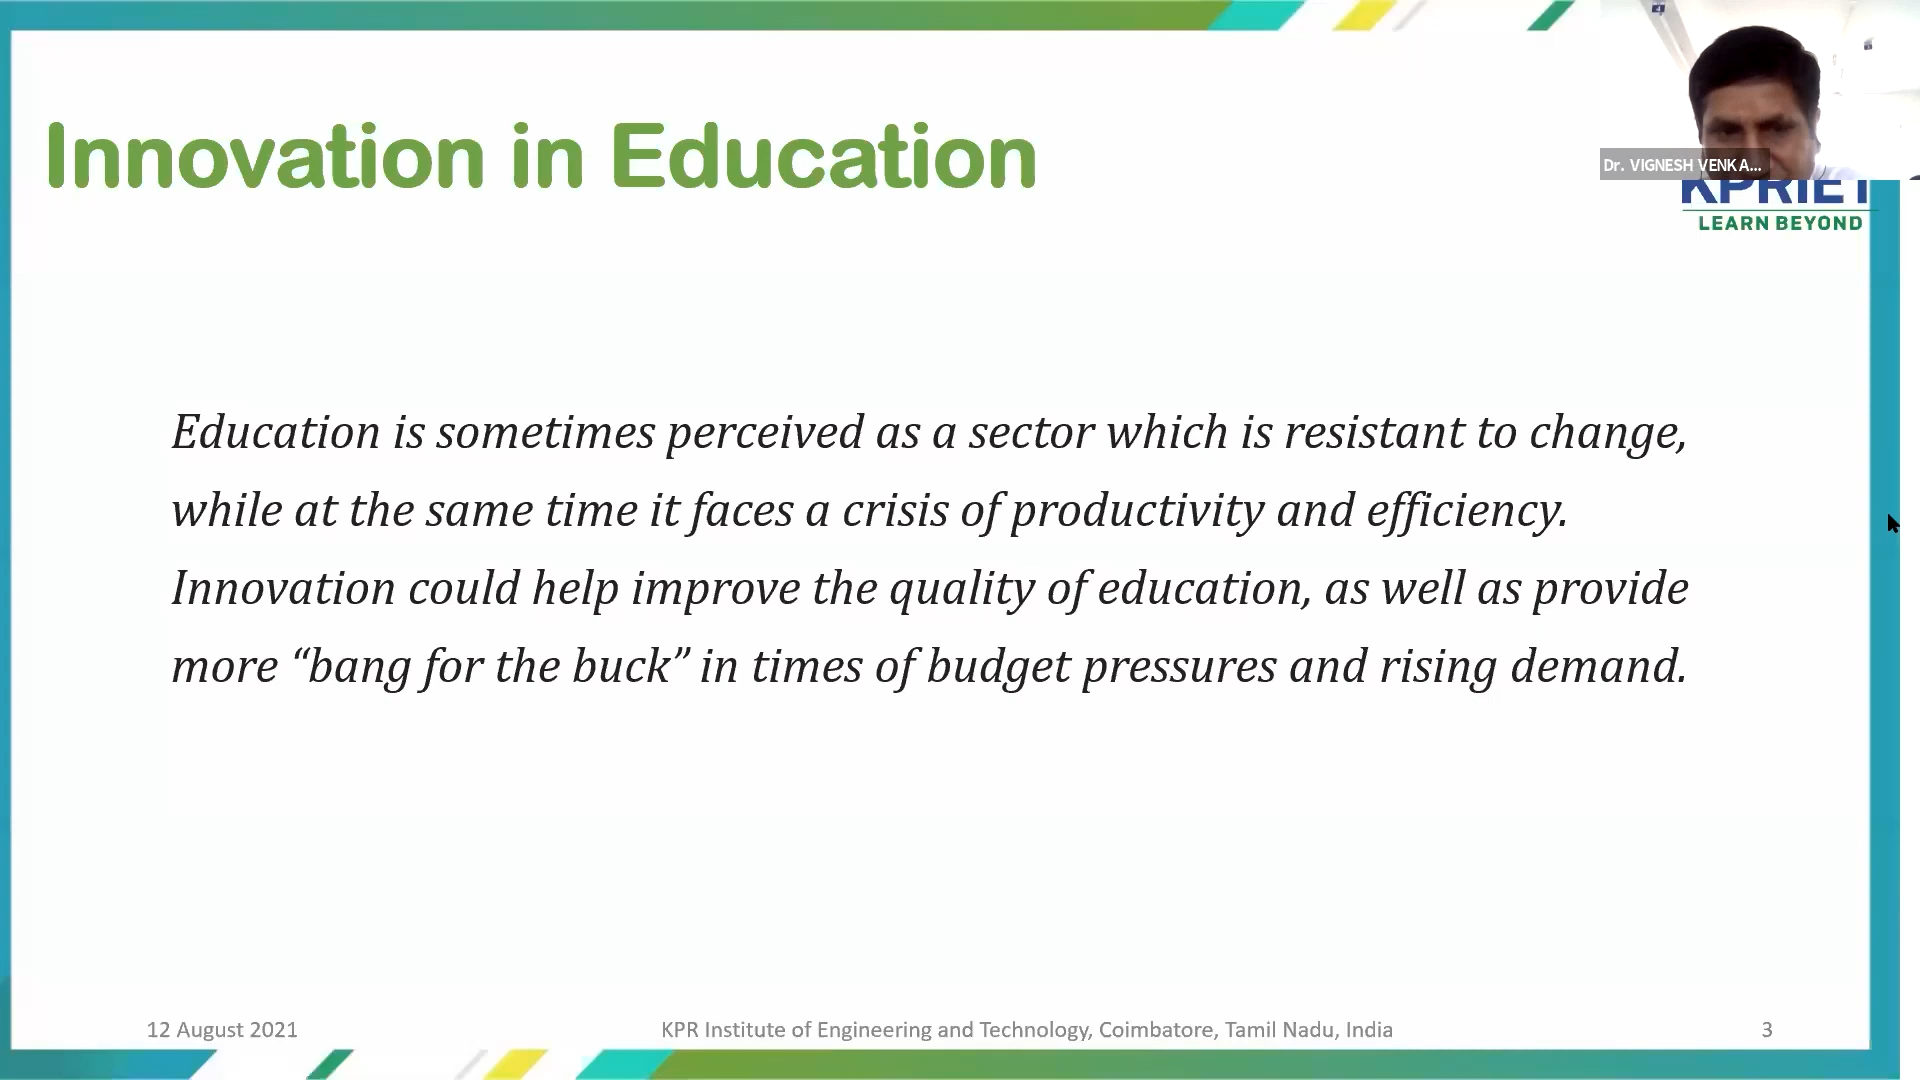 Innovation in Education
Dr. VIGNESH VENKA...
KPRIET
LEARN BEYOND
Education is sometimes perceived as a sector which is resistant to change,
while at the same time it faces a crisis of productivity and efficiency.
Innovation could help improve the quality of education, as well as provide
more “bang for the buck” in times of budget pressures and rising demand.
12 August 2021
KPR Institute of Engineering and Technology, Coimbatore, Tamil Nadu, India
3